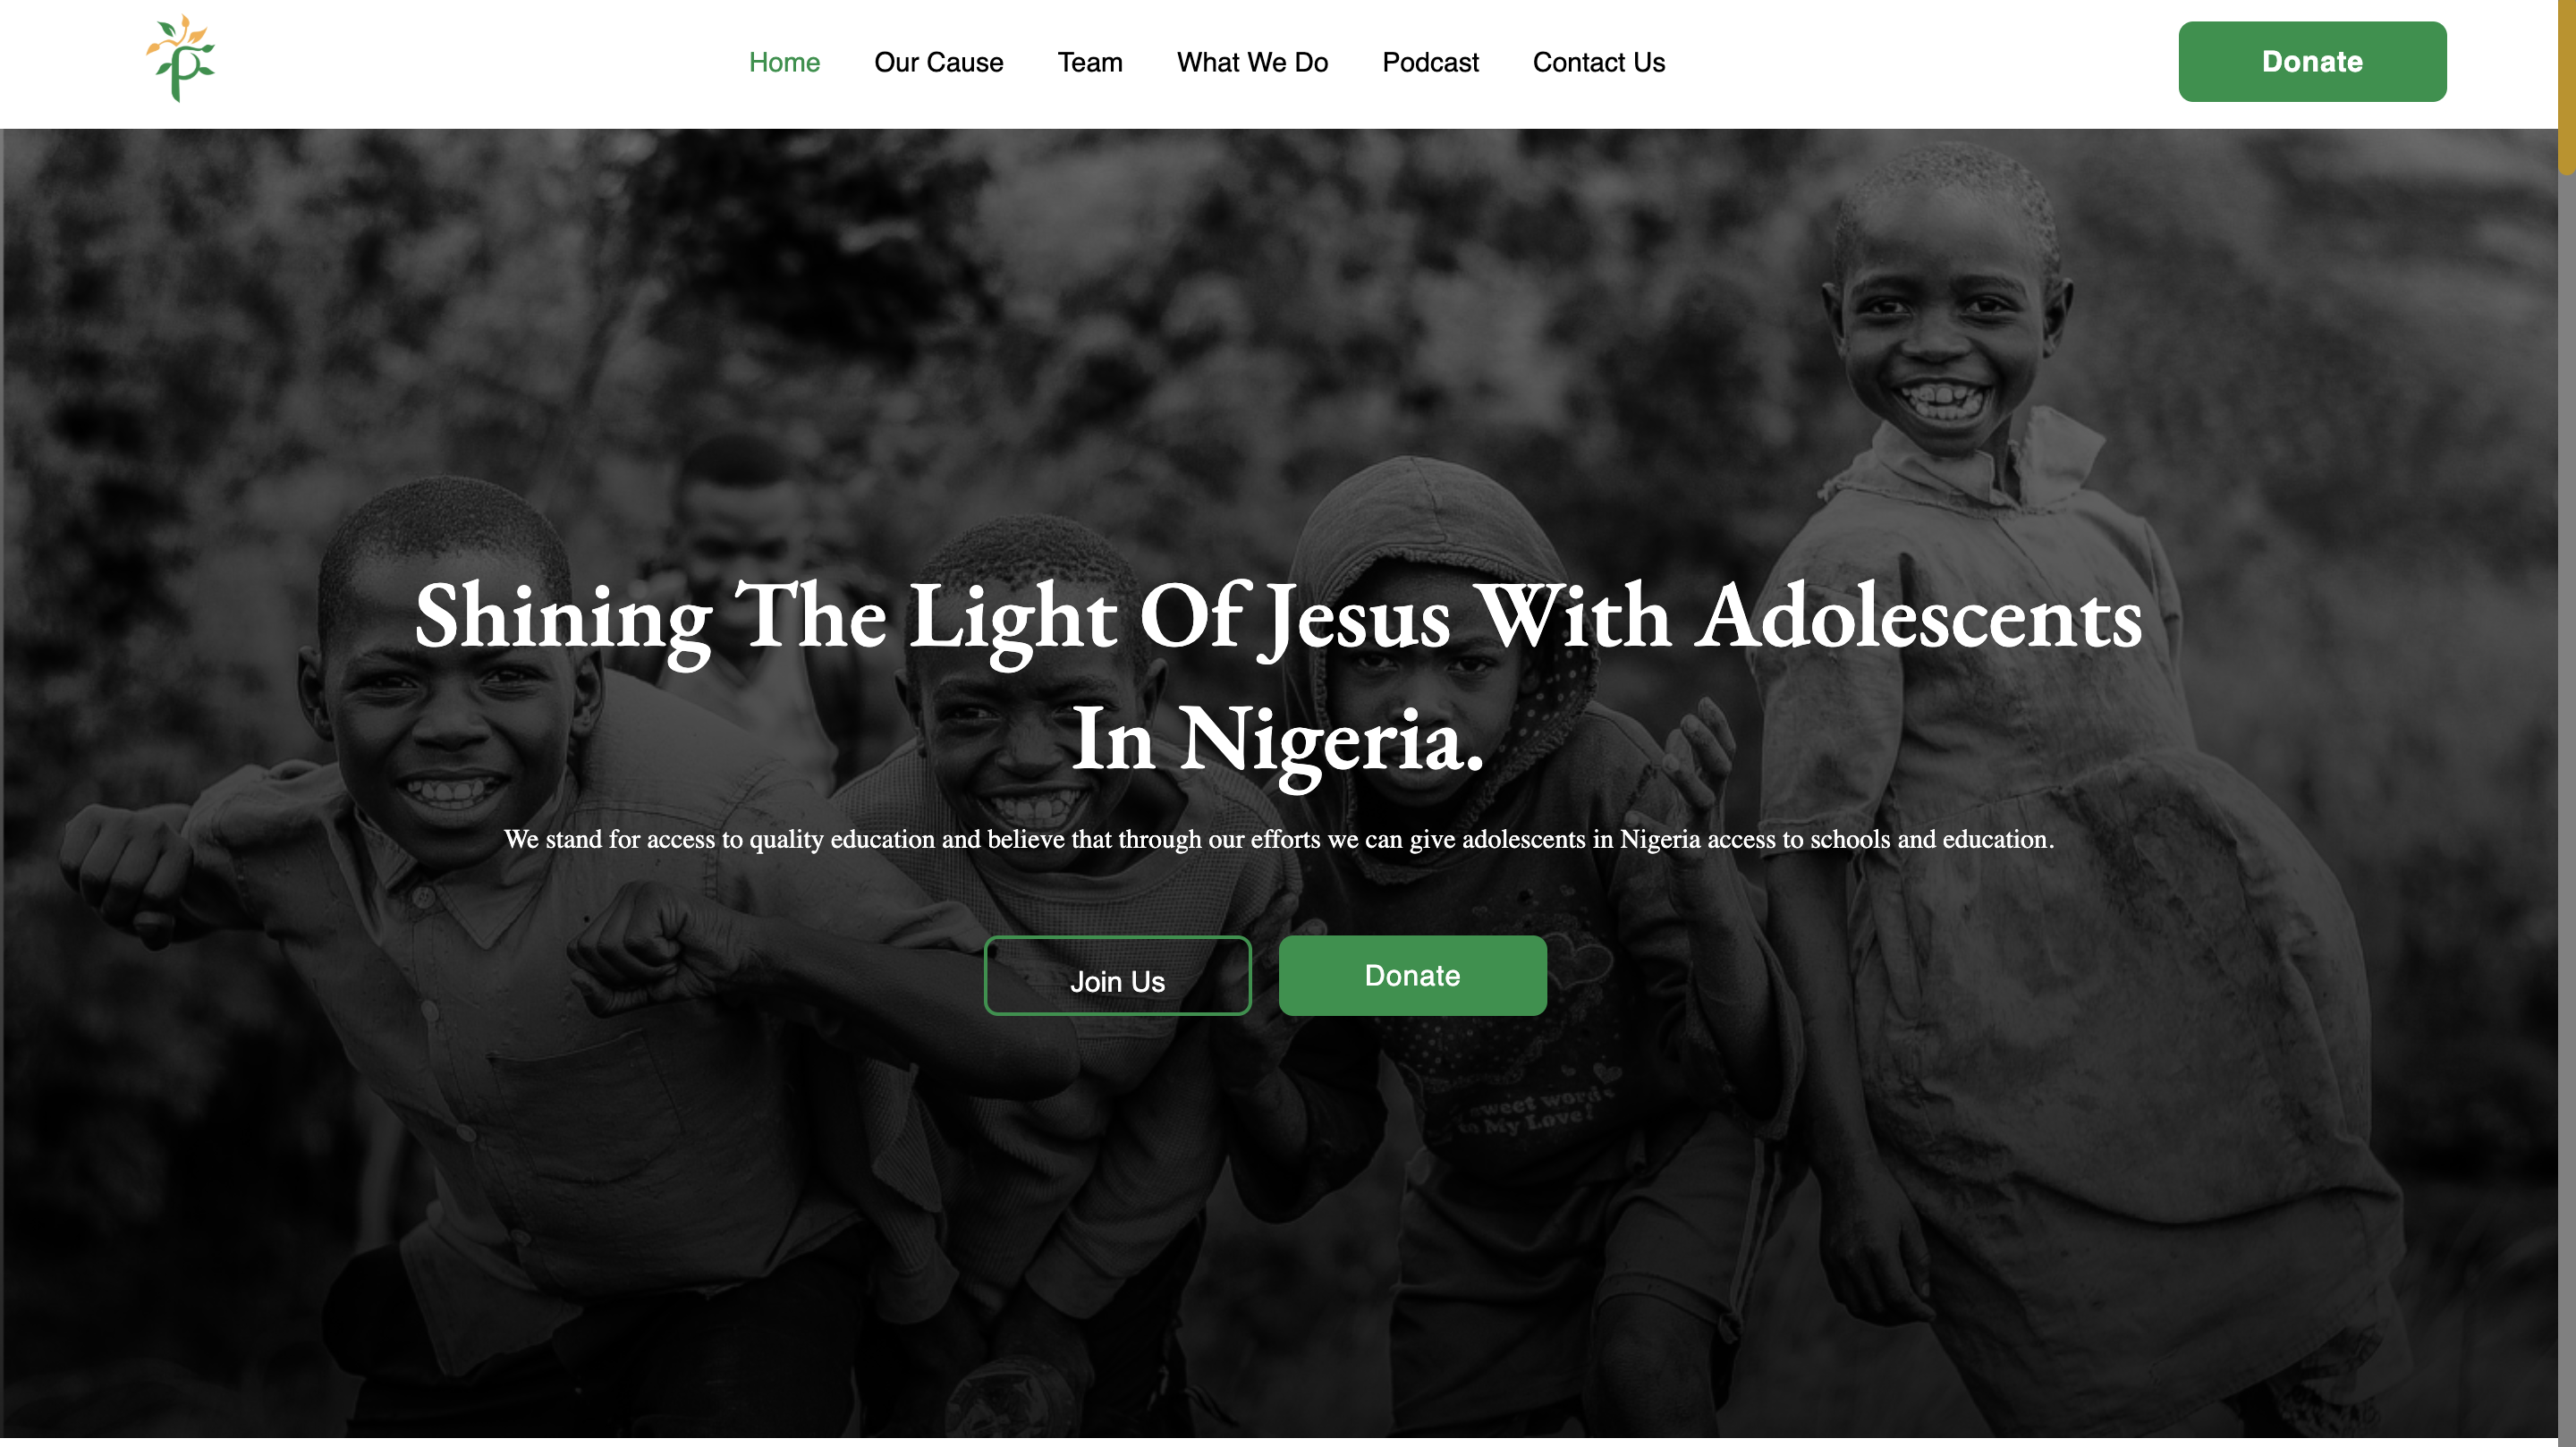 Home Our Cause Team What We Do Podcast Contact Us Donate
Shining The Light Of Jesus With Adolescents
In Nigeria.
We stand for access to quality education and believe that through our efforts we can give adolescents in Nigeria access to schools and education.
Join Us Donate
sweet words
to My Love!